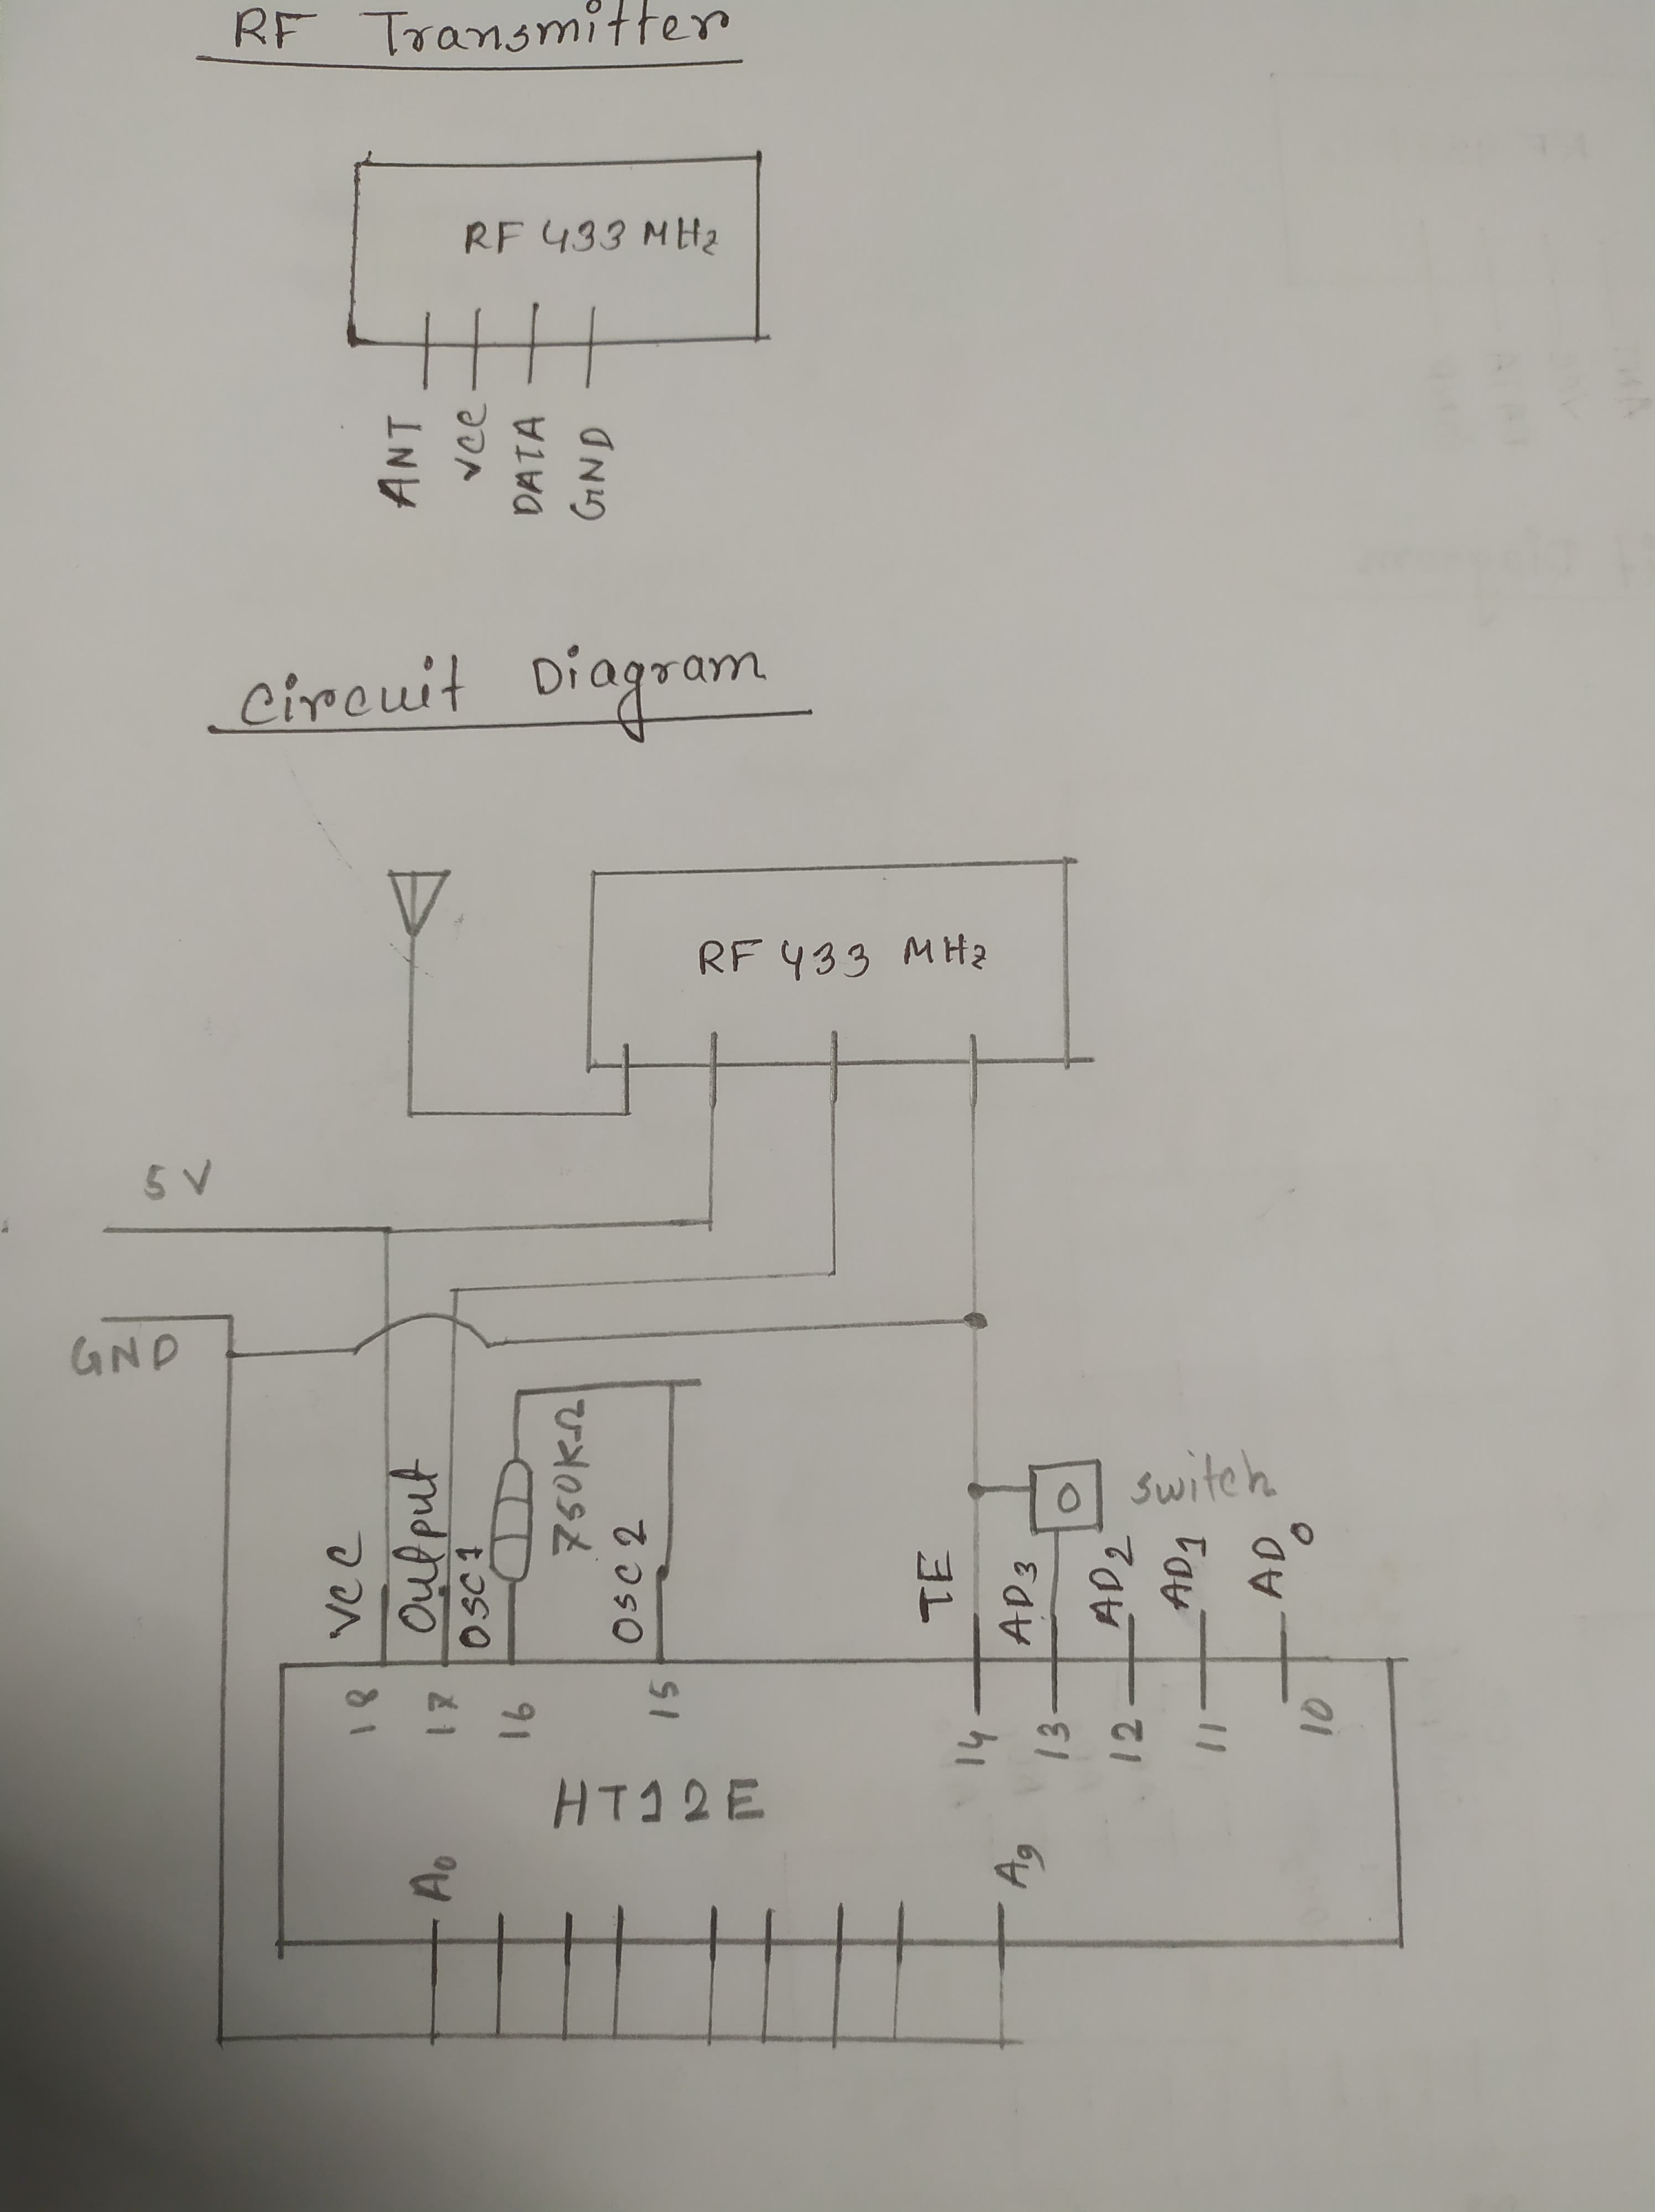 RF Transmitter
RF 433 MHz
ANT
VCC
DATA
GND
Circuit Diagram
RF 433 MHz
5V
GND
750KΩ
switch
VCC
Output
OSC1
OSC2
TE
AD3
AD2
AD1
AD0
18
17
16
15
14
13
12
11
10
HT12E
A0
A9